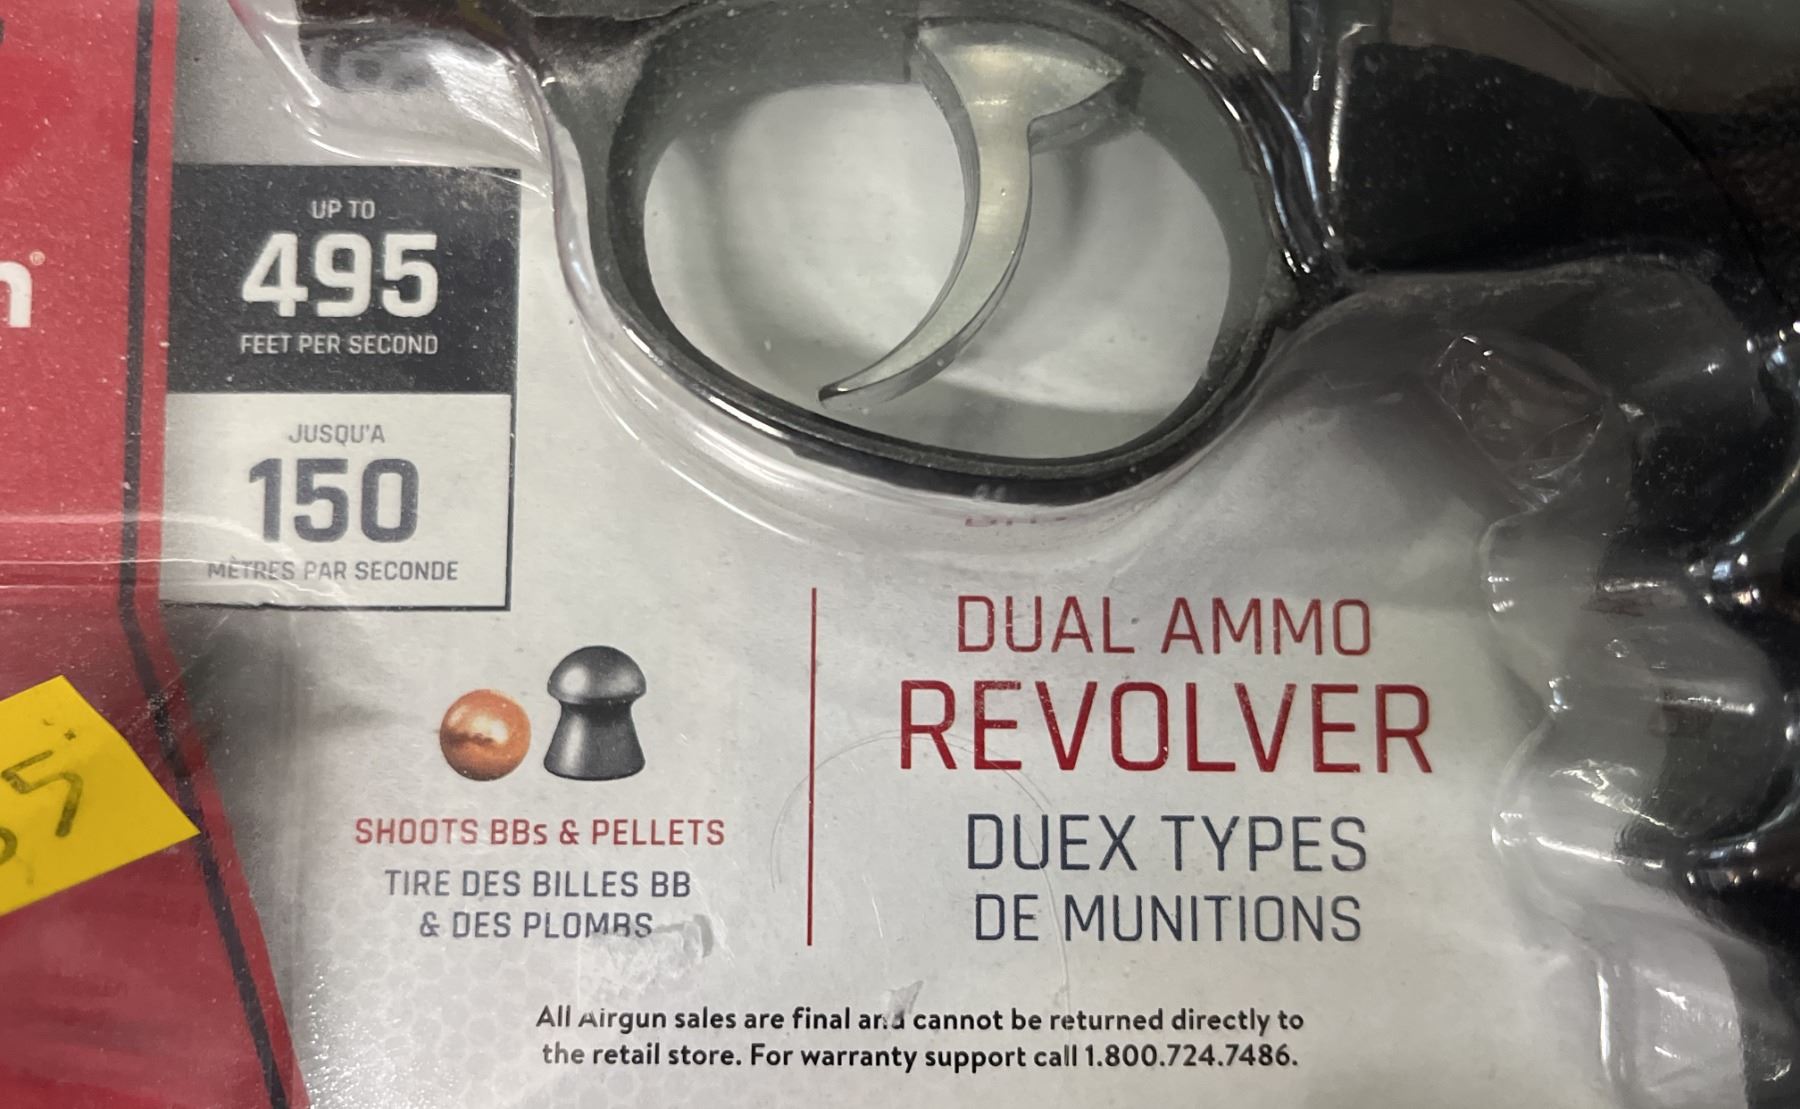 UP TO
495
FEET PER SECOND
JUSQU'A
150
MÈTRES PAR SECONDE
SHOOTS BBs & PELLETS
TIRE DES BILLES BB
& DES PLOMBS
DUAL AMMO
REVOLVER
DUEX TYPES
DE MUNITIONS
All Airgun sales are final and cannot be returned directly to
the retail store. For warranty support call 1.800.724.7486.